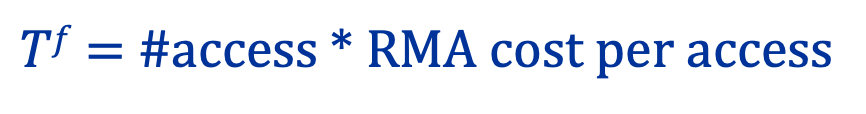 T^f = #access * RMA cost per access